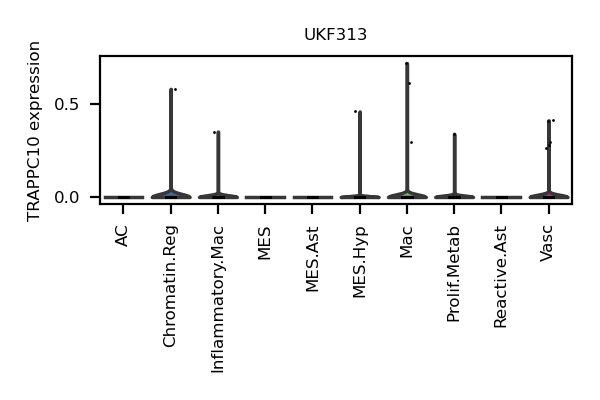 UKF313
TRAPPC10 expression
0.5
0.0
AC
Chromatin.Reg
Inflammatory.Mac
MES
MES.Ast
MES.Hyp
Mac
Prolif.Metab
Reactive.Ast
Vasc